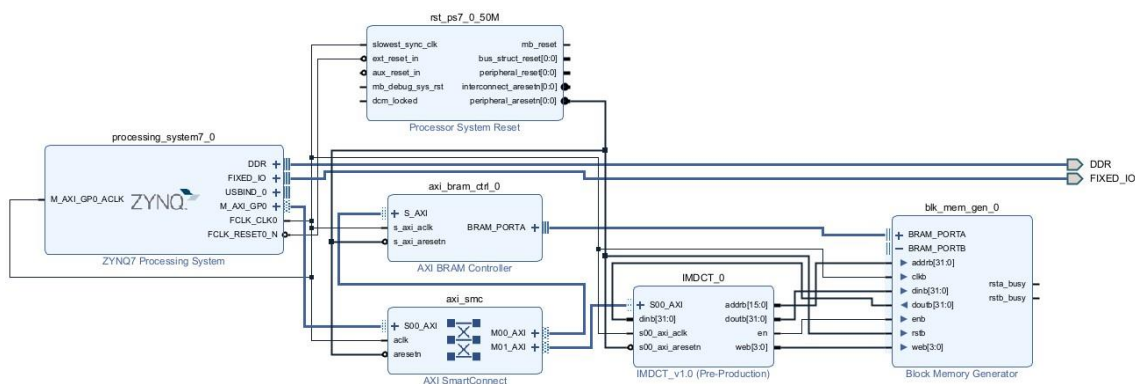 rst_ps7_0_50M
slowest_sync_clk
mb_reset
ext_reset_in
bus_struct_reset[0:0]
aux_reset_in
peripheral_reset[0:0]
mb_debug_sys_rst
interconnect_aresetn[0:0]
dcm_locked
peripheral_aresetn[0:0]
Processor System Reset
processing_system7_0
DDR
FIXED_IO
USBIND_0
M_AXI_GP0_ACLK
ZYNQ
M_AXI_GP0
FCLK_CLK0
FCLK_RESET0_N
ZYNQ7 Processing System
DDR
FIXED_IO
axi_bram_ctrl_0
S_AXI
s_axi_aclk
BRAM_PORTA
s_axi_aresetn
AXI BRAM Controller
blk_mem_gen_0
BRAM_PORTA
BRAM_PORTB
addrb[31:0]
clkb
dinb[31:0]
rsta_busy
doutb[31:0]
rstb_busy
enb
rstb
web[3:0]
Block Memory Generator
axi_smc
S00_AXI
M00_AXI
aclk
M01_AXI
aresetn
AXI SmartConnect
IMDCT_0
S00_AXI
addrb[15:0]
dinb[31:0]
doutb[31:0]
s00_axi_aclk
en
s00_axi_aresetn
web[3:0]
IMDCT_v1.0 (Pre-Production)